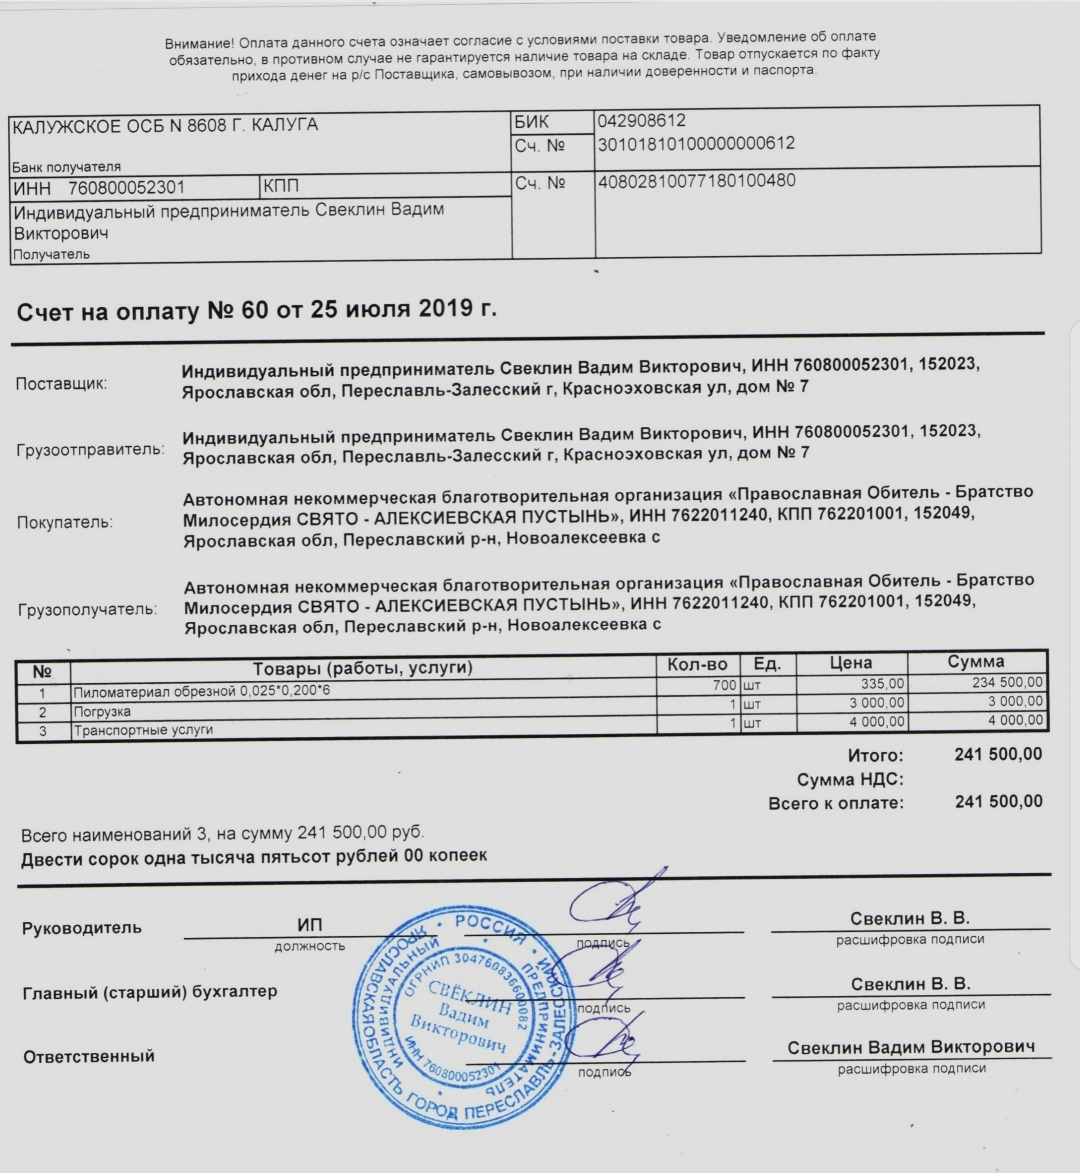 Внимание! Оплата данного счета означает согласие с условиями поставки товара. Уведомление об оплате
обязательно, в противном случае не гарантируется наличие товара на складе. Товар отпускается по факту
прихода денег на р/с Поставщика, самовывозом, при наличии доверенности и паспорта.
КАЛУЖСКОЕ ОСБ N 8608 Г. КАЛУГА БИК 042908612
Сч. № 30101810100000000612
Банк получателя
ИНН 760800052301 КПП Сч. № 40802810077180100480
Индивидуальный предприниматель Свеклин Вадим
Викторович
Получатель
Счет на оплату № 60 от 25 июля 2019 г.
Поставщик: Индивидуальный предприниматель Свеклин Вадим Викторович, ИНН 760800052301, 152023,
Ярославская обл, Переславль-Залесский г, Красноэховская ул, дом № 7
Грузоотправитель: Индивидуальный предприниматель Свеклин Вадим Викторович, ИНН 760800052301, 152023,
Ярославская обл, Переславль-Залесский г, Красноэховская ул, дом № 7
Покупатель: Автономная некоммерческая благотворительная организация «Православная Обитель - Братство
Милосердия СВЯТО - АЛЕКСИЕВСКАЯ ПУСТЫНЬ», ИНН 7622011240, КПП 762201001, 152049,
Ярославская обл, Переславский р-н, Новоалексеевка с
Грузополучатель: Автономная некоммерческая благотворительная организация «Православная Обитель - Братство
Милосердия СВЯТО - АЛЕКСИЕВСКАЯ ПУСТЫНЬ», ИНН 7622011240, КПП 762201001, 152049,
Ярославская обл, Переславский р-н, Новоалексеевка с
№ Товары (работы, услуги) Кол-во Ед. Цена Сумма
1 Пиломатериал обрезной 0,025*0,200*6 700 шт 335,00 234 500,00
2 Погрузка 1 шт 3 000,00 3 000,00
3 Транспортные услуги 1 шт 4 000,00 4 000,00
Итого: 241 500,00
Сумма НДС:
Всего к оплате: 241 500,00
Всего наименований 3, на сумму 241 500,00 руб.
Двести сорок одна тысяча пятьсот рублей 00 копеек
Руководитель ИП Свеклин В. В.
должность подпись расшифровка подписи
Главный (старший) бухгалтер Свеклин В. В.
подпись расшифровка подписи
Ответственный Свеклин Вадим Викторович
подпись расшифровка подписи
РОССИЯ • ЯРОСЛАВСКАЯ ОБЛАСТЬ ГОРОД ПЕРЕСЛАВЛЬ-ЗАЛЕССКИЙ
ИНДИВИДУАЛЬНЫЙ ПРЕДПРИНИМАТЕЛЬ
ОГРНИП 304760836600082
СВЁКЛИН
Вадим
Викторович
ИНН 760800052301